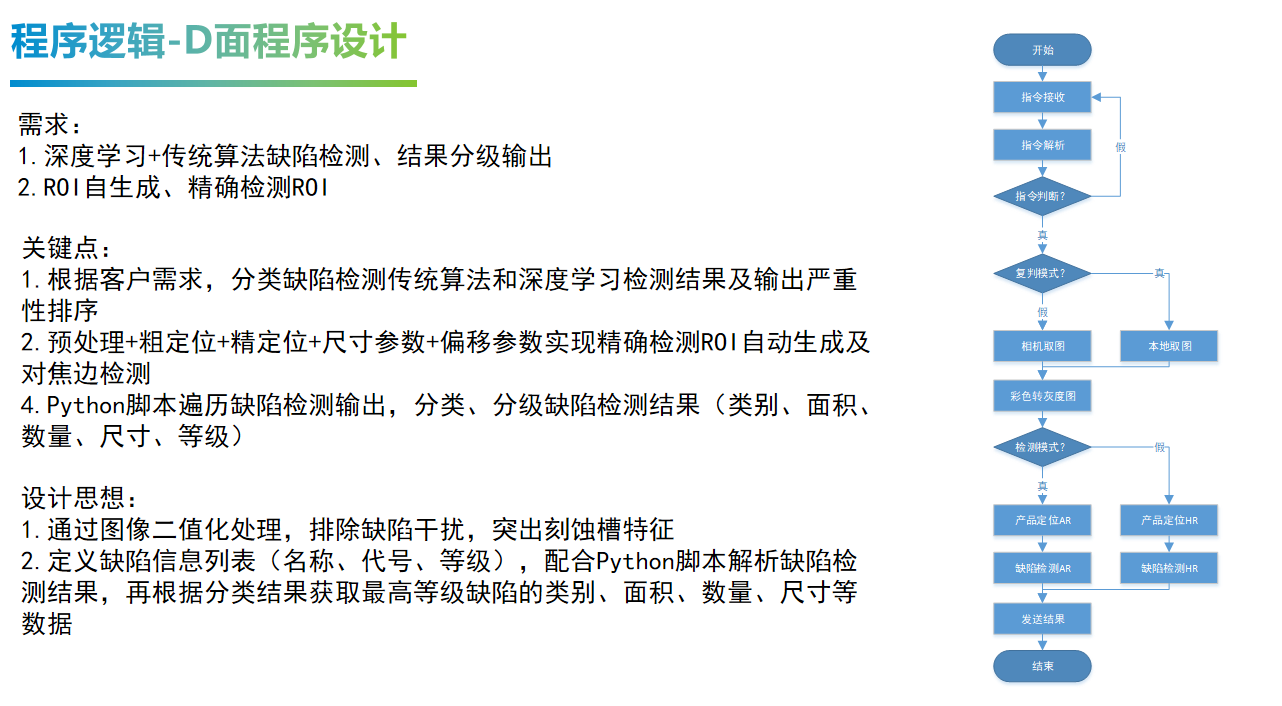 程序逻辑-D面程序设计
需求：
1.深度学习+传统算法缺陷检测、结果分级输出
2.ROI自生成、精确检测ROI
关键点：
1.根据客户需求，分类缺陷检测传统算法和深度学习检测结果及输出严重
性排序
2.预处理+粗定位+精定位+尺寸参数+偏移参数实现精确检测ROI自动生成及
对焦边检测
4.Python脚本遍历缺陷检测输出，分类、分级缺陷检测结果（类别、面积、
数量、尺寸、等级）
设计思想：
1.通过图像二值化处理，排除缺陷干扰，突出刻蚀槽特征
2.定义缺陷信息列表（名称、代号、等级），配合Python脚本解析缺陷检
测结果，再根据分类结果获取最高等级缺陷的类别、面积、数量、尺寸等
数据
开始
指令接收
指令解析
假
指令判断?
真
复判模式?
真
假
相机取图
本地取图
彩色转灰度图
检测模式?
假
真
产品定位AR
产品定位HR
缺陷检测AR
缺陷检测HR
发送结果
结束